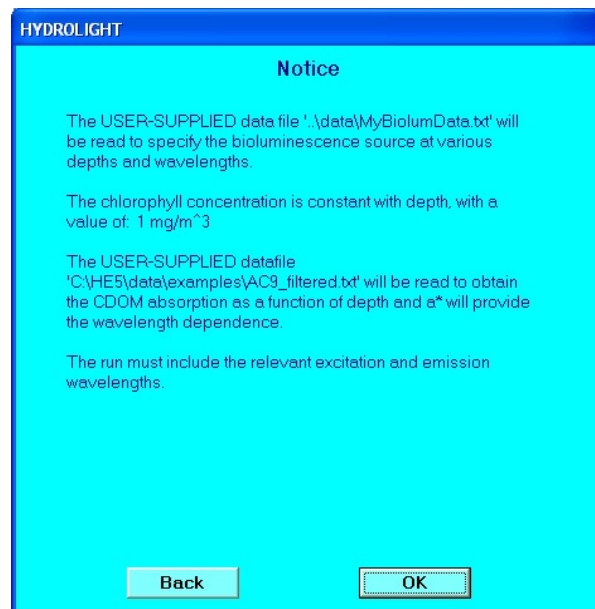 HYDROLIGHT
Notice
The USER-SUPPLIED data file '..\data\MyBiolumData.txt' will
be read to specify the bioluminescence source at various
depths and wavelengths.
The chlorophyll concentration is constant with depth, with a
value of: 1 mg/m^3
The USER-SUPPLIED datafile
'C:\HE5\data\examples\AC9_filtered.txt' will be read to obtain
the CDOM absorption as a function of depth and a* will provide
the wavelength dependence.
The run must include the relevant excitation and emission
wavelengths.
Back OK